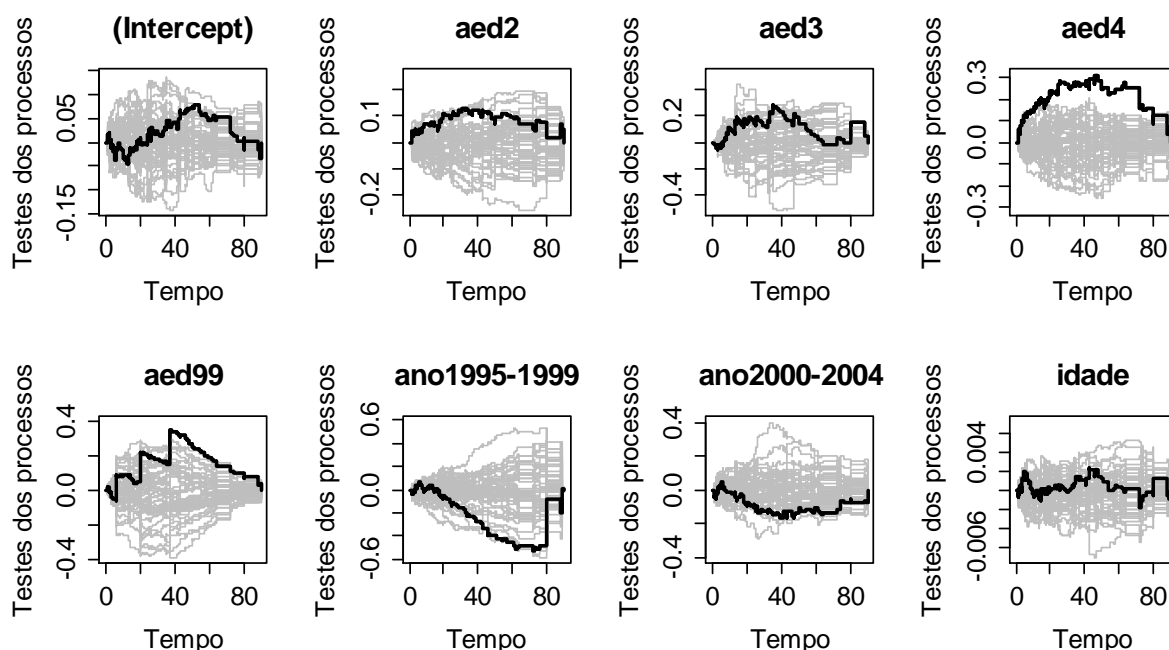 (Intercept)
Testes dos processos
0.05
-0.15
0 40 80
Tempo
aed2
Testes dos processos
0.1
-0.2
0 40 80
Tempo
aed3
Testes dos processos
0.2
-0.4
0 40 80
Tempo
aed4
Testes dos processos
0.3
0.0
-0.3
0 40 80
Tempo
aed99
Testes dos processos
0.4
0.0
-0.4
0 40 80
Tempo
ano1995-1999
Testes dos processos
0.6
0.0
-0.6
0 40 80
Tempo
ano2000-2004
Testes dos processos
0.4
0.0
-0.4
0 40 80
Tempo
idade
Testes dos processos
0.004
-0.006
0 40 80
Tempo